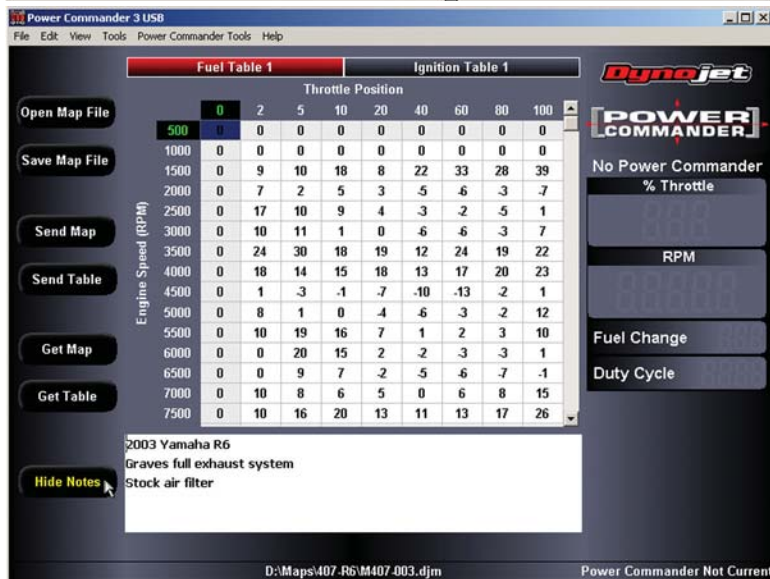 Power Commander 3 USB
File Edit View Tools Power Commander Tools Help
Fuel Table 1 Ignition Table 1
Throttle Position
0 2 5 10 20 40 60 80 100
500 0 0 0 0 0 0 0 0 0
1000 0 0 0 0 0 0 0 0 0
1500 0 9 10 18 8 22 33 28 39
2000 0 7 2 5 3 -5 -6 -3 -7
2500 0 17 10 9 4 -3 -2 -5 1
3000 0 10 11 1 0 -6 -6 -3 7
3500 0 24 30 18 19 12 24 19 22
4000 0 18 14 15 18 13 17 20 23
4500 0 1 -3 -1 -7 -10 -13 -2 1
5000 0 8 1 0 -4 -6 -3 -2 12
5500 0 10 19 16 7 1 2 3 10
6000 0 0 20 15 2 -2 -3 -3 1
6500 0 0 9 7 -2 -5 -6 -7 -1
7000 0 10 8 6 5 0 6 8 15
7500 0 10 16 20 13 11 13 17 26
Engine Speed (RPM)
Open Map File
Save Map File
Send Map
Send Table
Get Map
Get Table
Hide Notes
2003 Yamaha R6
Graves full exhaust system
Stock air filter
Dynojet
POWER
COMMANDER
No Power Commander
% Throttle
RPM
Fuel Change
Duty Cycle
D:\Maps\407-R6\M407-003.djm
Power Commander Not Current